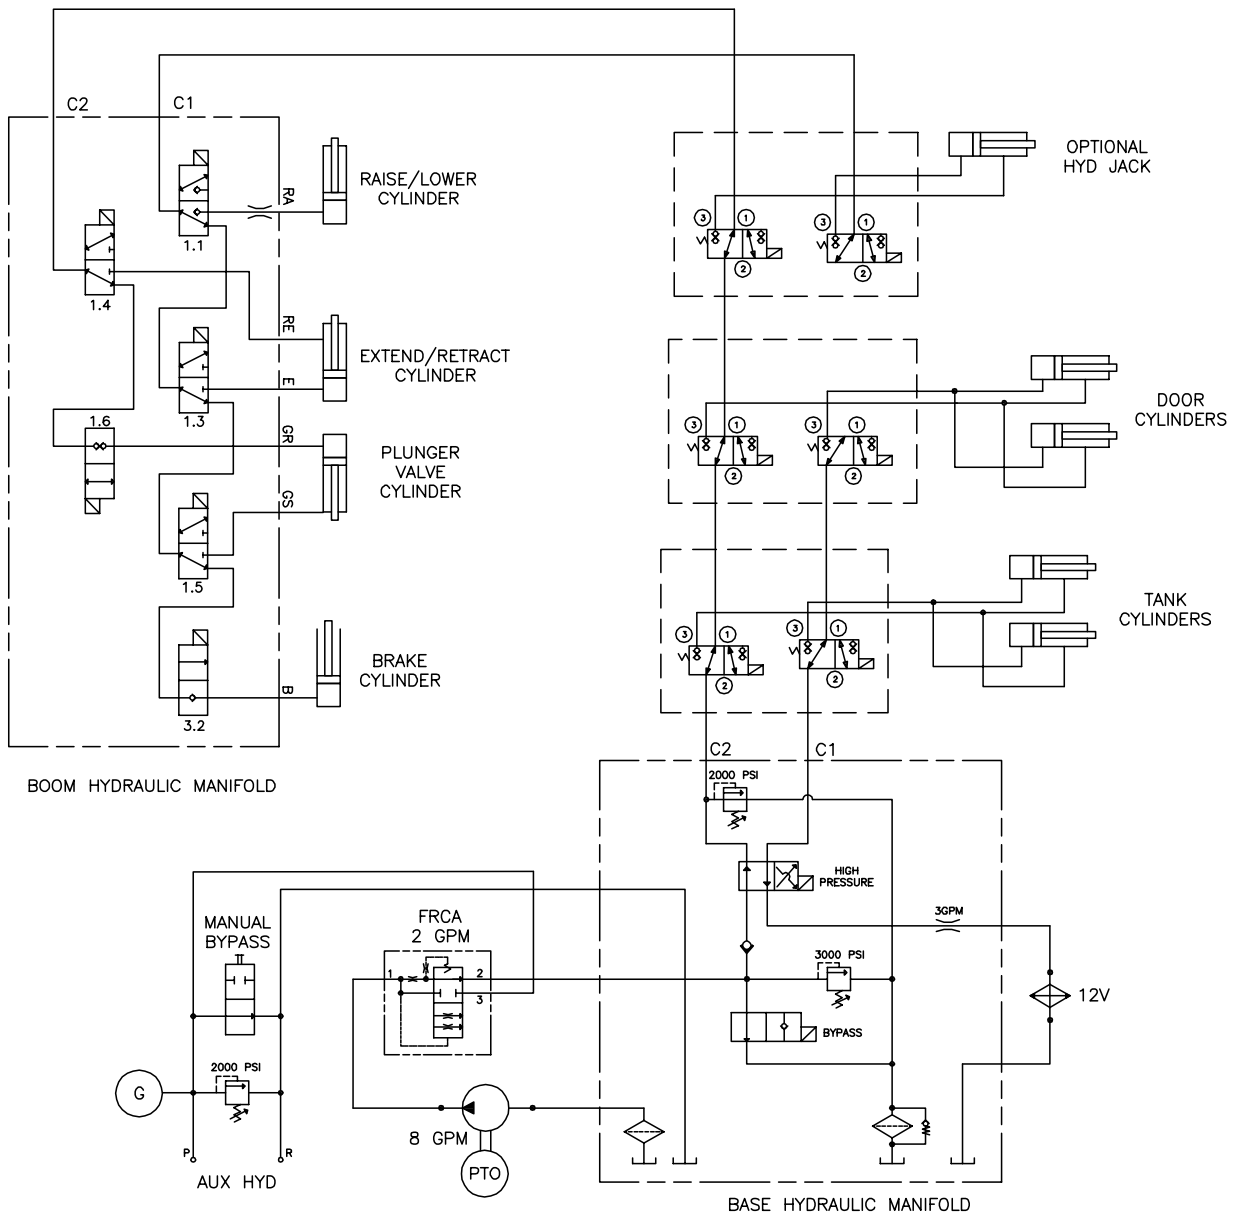 C2
C1
RA
RAISE/LOWER
CYLINDER
1.1
1.4
RE
EXTEND/RETRACT
CYLINDER
E
1.3
1.6
GR
PLUNGER
VALVE
CYLINDER
GS
1.5
BRAKE
CYLINDER
B
3.2
BOOM HYDRAULIC MANIFOLD
OPTIONAL
HYD JACK
3
1
2
3
1
2
DOOR
CYLINDERS
3
1
2
3
1
2
TANK
CYLINDERS
3
1
2
3
1
2
C2
C1
2000 PSI
HIGH
PRESSURE
3GPM
3000 PSI
12V
BYPASS
MANUAL
BYPASS
FRCA
2 GPM
1
2
3
2000 PSI
G
8 GPM
PTO
P
R
AUX HYD
BASE HYDRAULIC MANIFOLD